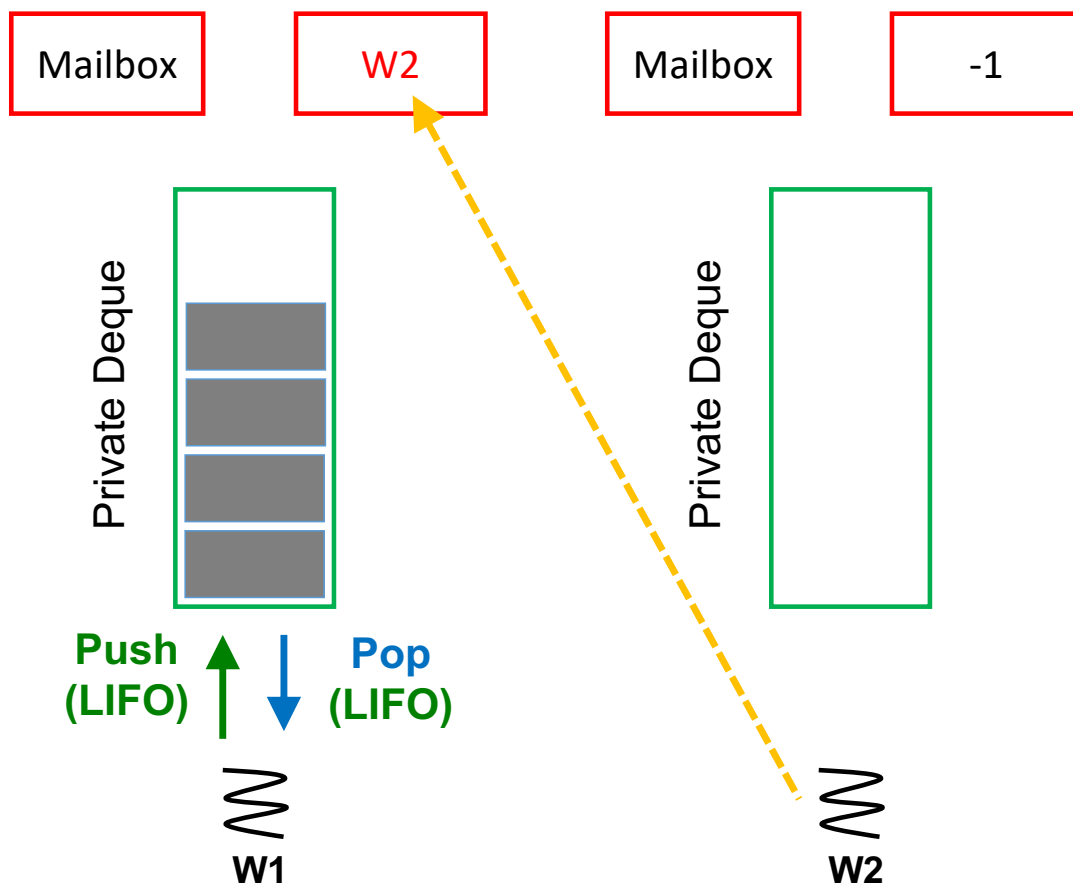 Mailbox
W2
Mailbox
-1
Private Deque
Private Deque
Push
(LIFO)
Pop
(LIFO)
W1
W2